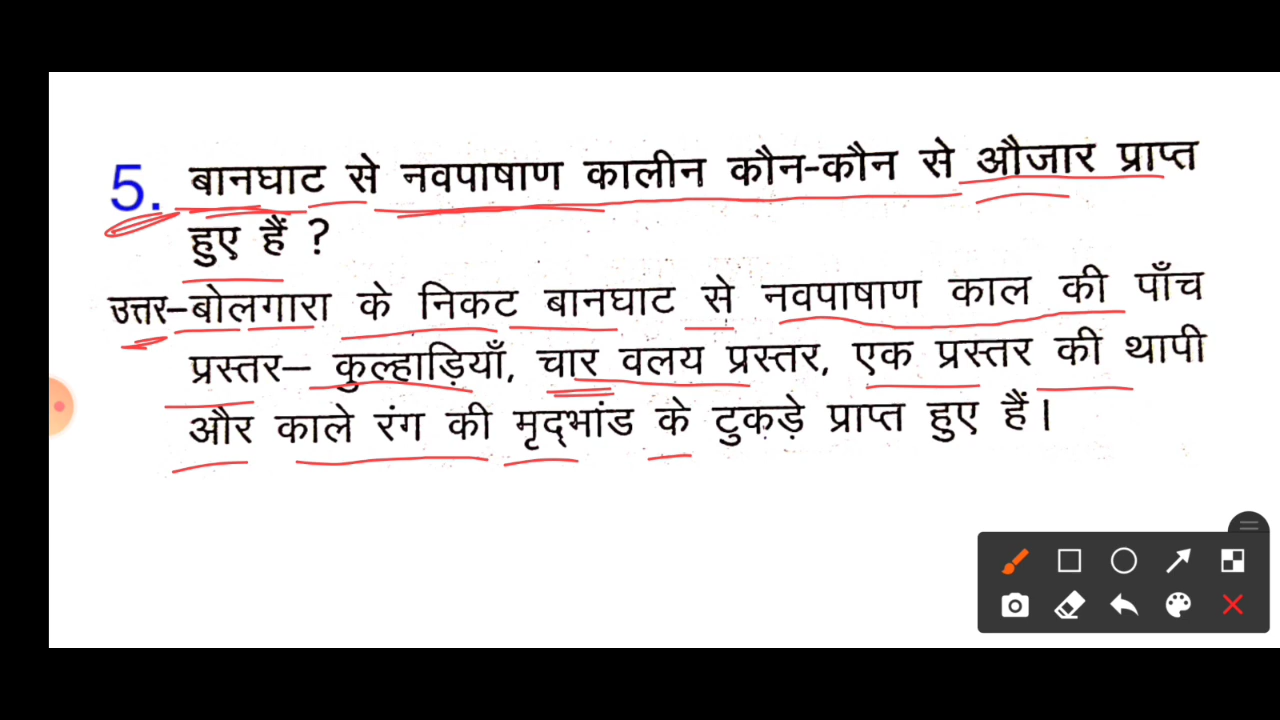 5. बानघाट से नवपाषाण कालीन कौन-कौन से औजार प्राप्त
हुए हैं ?
उत्तर–बोलगारा के निकट बानघाट से नवपाषाण काल की पाँच
प्रस्तर– कुल्हाड़ियाँ, चार वलय प्रस्तर, एक प्रस्तर की थापी
और काले रंग की मृद्भांड के टुकड़े प्राप्त हुए हैं।